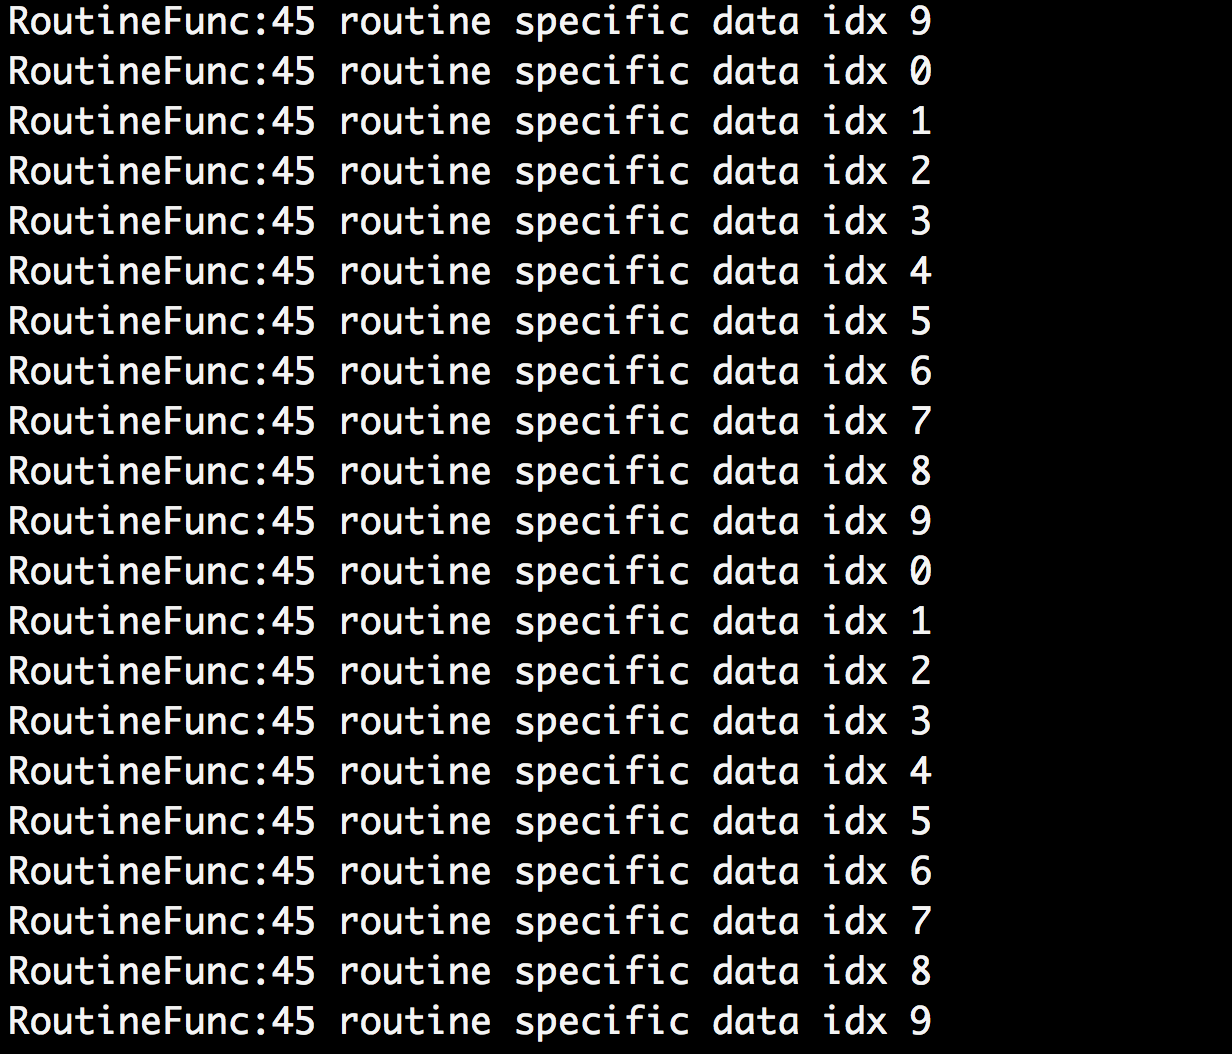 RoutineFunc:45 routine specific data idx 9
RoutineFunc:45 routine specific data idx 0
RoutineFunc:45 routine specific data idx 1
RoutineFunc:45 routine specific data idx 2
RoutineFunc:45 routine specific data idx 3
RoutineFunc:45 routine specific data idx 4
RoutineFunc:45 routine specific data idx 5
RoutineFunc:45 routine specific data idx 6
RoutineFunc:45 routine specific data idx 7
RoutineFunc:45 routine specific data idx 8
RoutineFunc:45 routine specific data idx 9
RoutineFunc:45 routine specific data idx 0
RoutineFunc:45 routine specific data idx 1
RoutineFunc:45 routine specific data idx 2
RoutineFunc:45 routine specific data idx 3
RoutineFunc:45 routine specific data idx 4
RoutineFunc:45 routine specific data idx 5
RoutineFunc:45 routine specific data idx 6
RoutineFunc:45 routine specific data idx 7
RoutineFunc:45 routine specific data idx 8
RoutineFunc:45 routine specific data idx 9